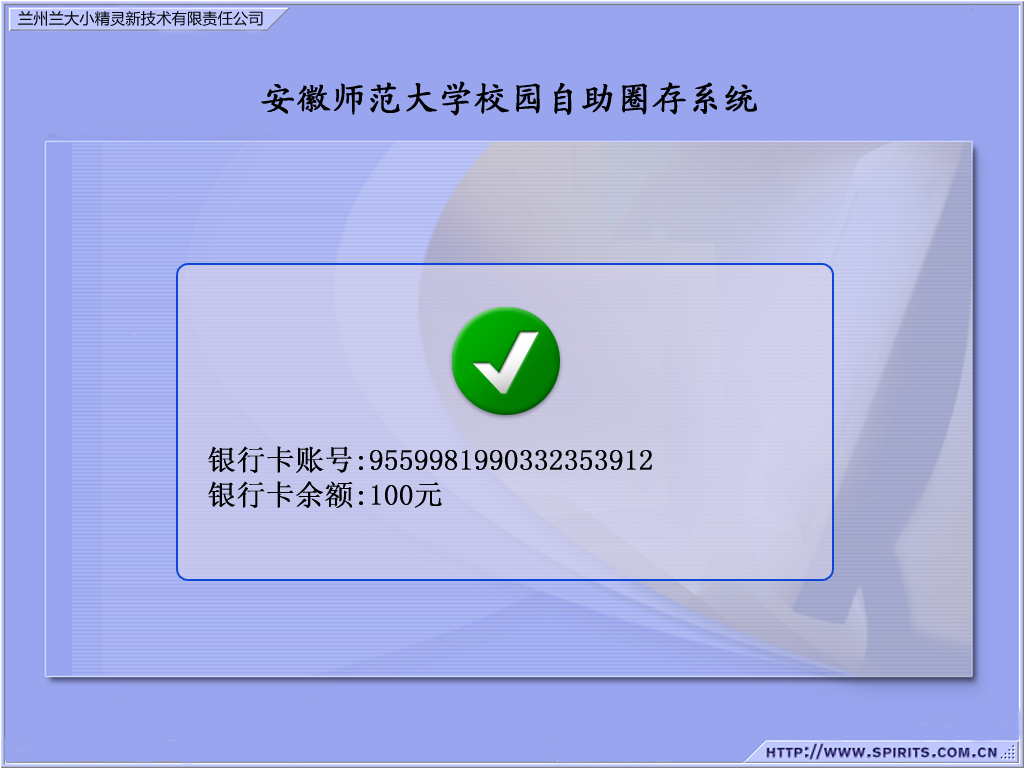 兰州兰大小精灵新技术有限责任公司
安徽师范大学校园自助圈存系统
银行卡账号:9559981990332353912
银行卡余额:100元
HTTP://WWW.SPIRITS.COM.CN